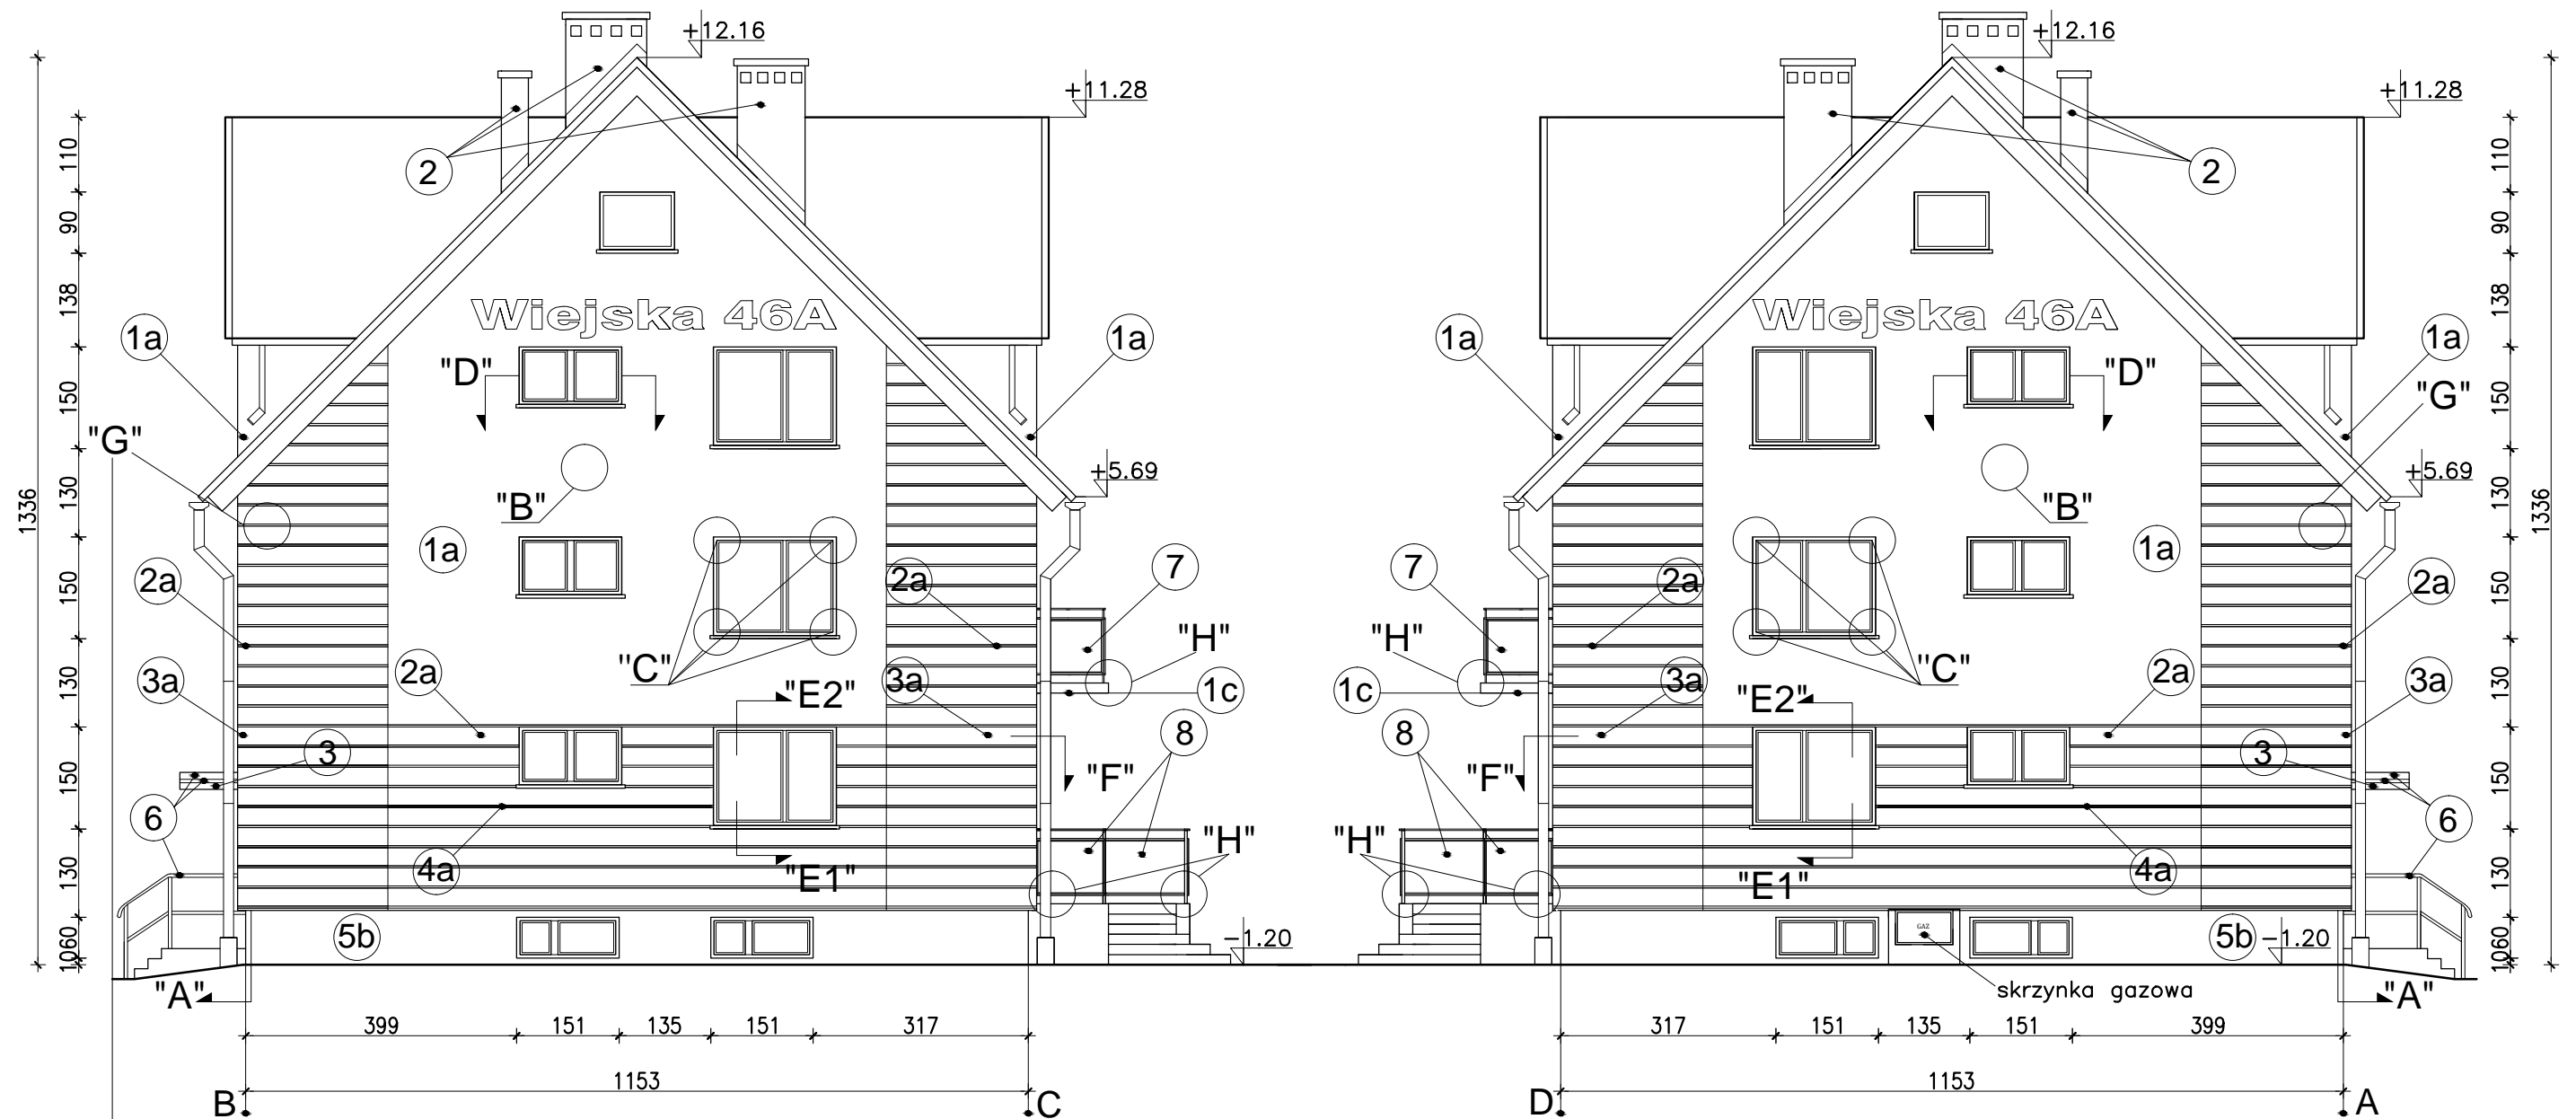 +12.16
+11.28
2
110
90
138
150
130
150
130
150
130
1060
1336
Wiejska 46A
1a
1a
"D"
"G"
"B"
+5.69
1a
2a
2a
7
"C"
"H"
3a
2a
"E2"
3a
1c
3
8
"F"
6
4a
"E1"
"H"
5b
-1.20
"A"
399
151
135
151
317
1153
B
C
+12.16
+11.28
2
110
90
138
150
130
150
130
150
130
1060
1336
Wiejska 46A
1a
1a
"D"
"G"
+5.69
"B"
1a
7
2a
2a
"H"
"C"
1c
3a
"E2"
2a
3a
8
"F"
3
6
"H"
"E1"
4a
GAZ
5b
-1.20
skrzynka gazowa
"A"
317
151
135
151
399
1153
D
A